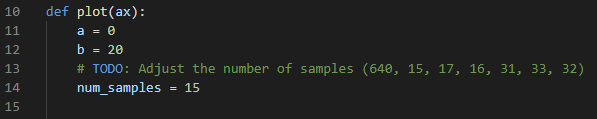 10 def plot(ax):
11     a = 0
12     b = 20
13     # TODO: Adjust the number of samples (640, 15, 17, 16, 31, 33, 32)
14     num_samples = 15
15